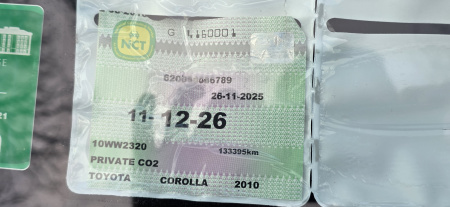 NCT
26-11-2025
11-12-26
10WW2320
133395km
PRIVATE CO2
TOYOTA COROLLA 2010